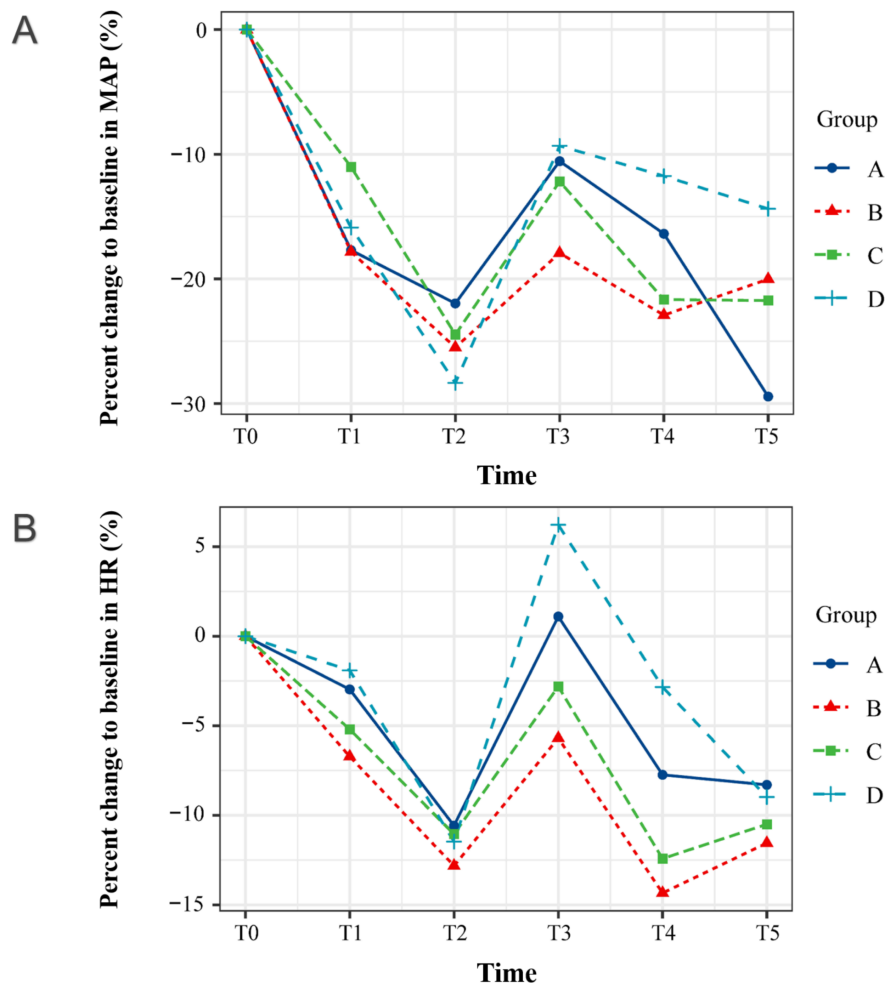 A
Percent change to baseline in MAP (%)
0
−10
−20
−30
T0 T1 T2 T3 T4 T5
Time
Group
A
B
C
D
B
Percent change to baseline in HR (%)
5
0
−5
−10
−15
T0 T1 T2 T3 T4 T5
Time
Group
A
B
C
D